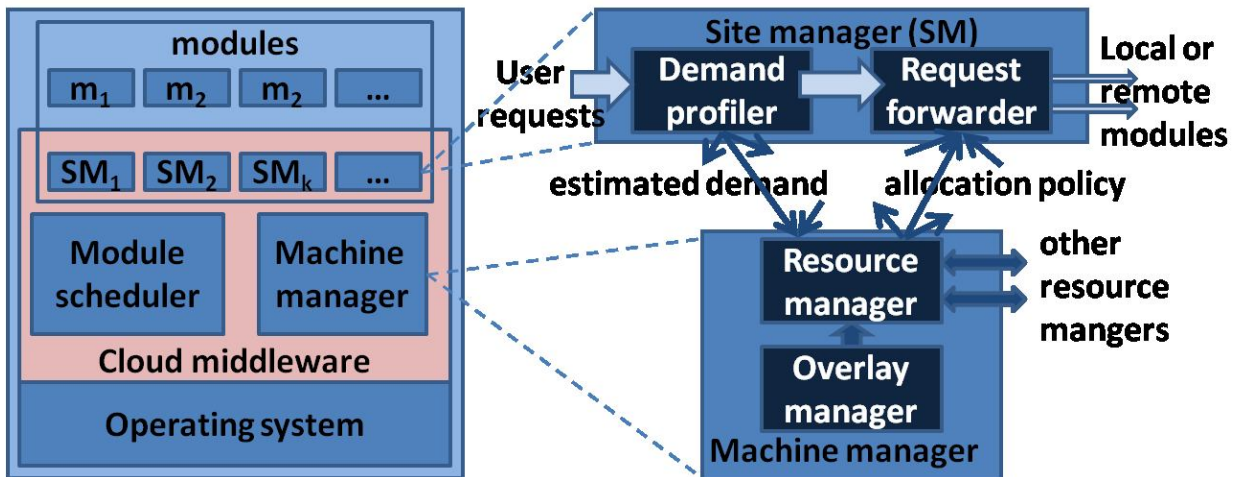 modules
m1 m2 m2 ...
SM1 SM2 SMk ...
Module
scheduler
Machine
manager
Cloud middleware
Operating system
Site manager (SM)
User
requests
Demand
profiler
Request
forwarder
Local or
remote
modules
estimated demand
allocation policy
Resource
manager
other
resource
mangers
Overlay
manager
Machine manager